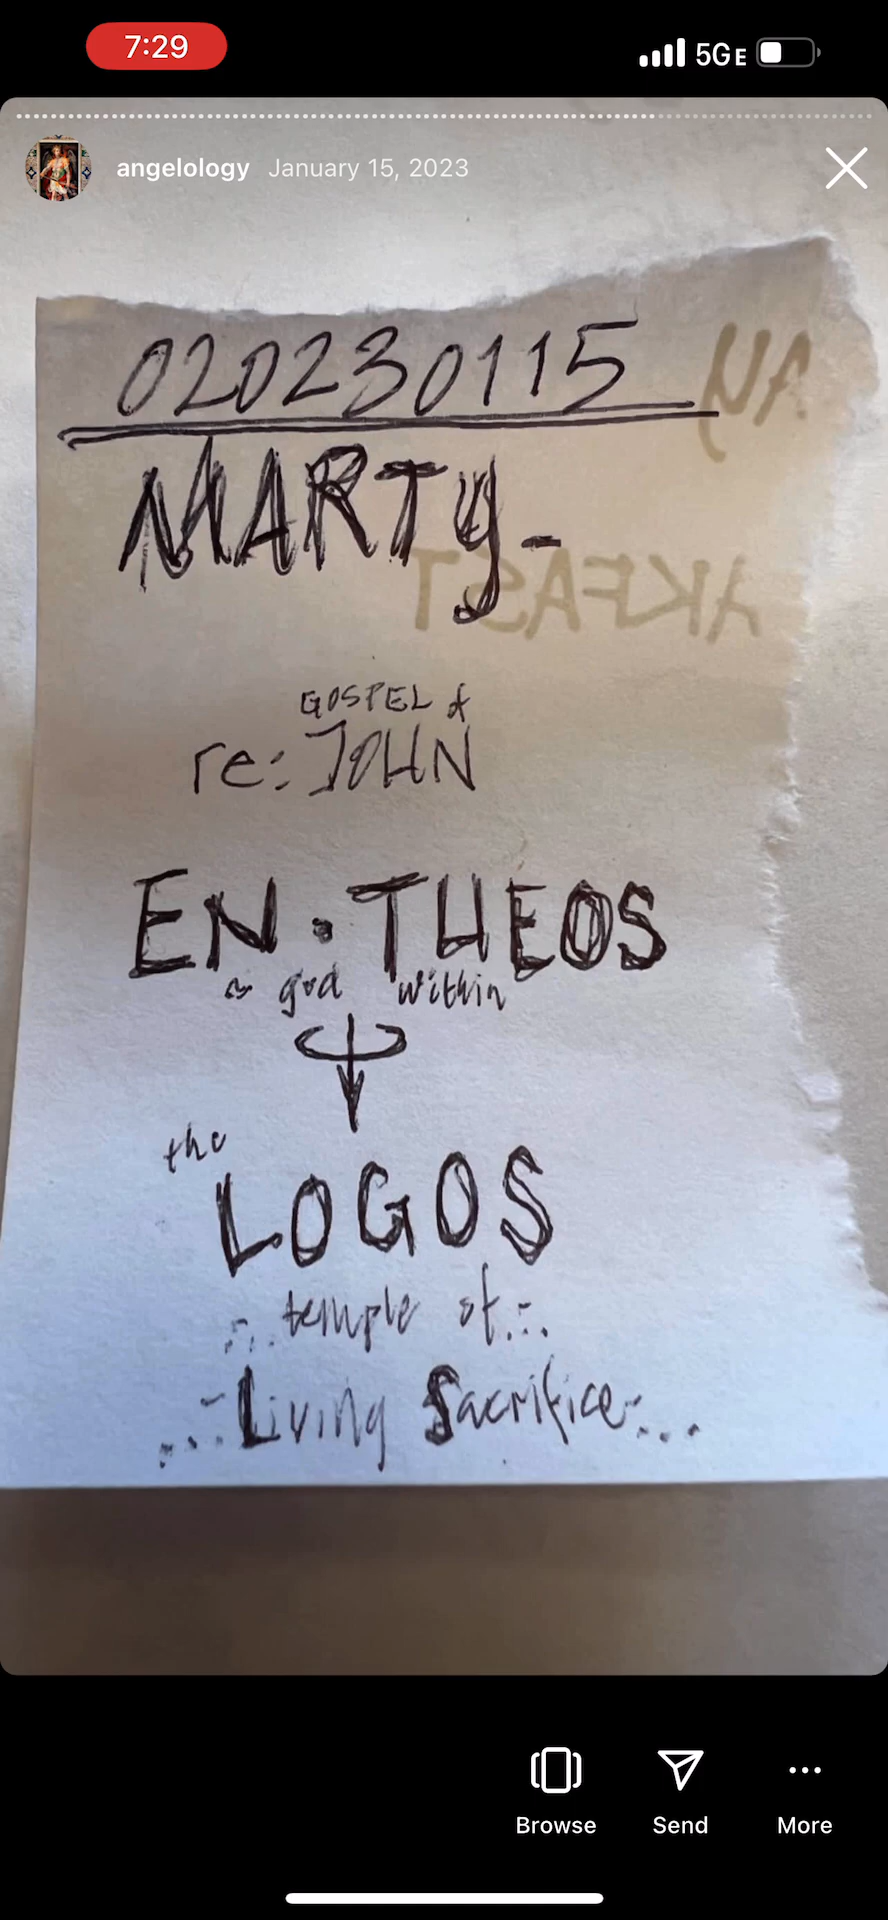 7:29
5GE
angelology January 15, 2023
020230115
MARTY-
GOSPEL of
re: JOHN
EN·THEOS
~ god within
the
LOGOS
temple of
Living Sacrifice
Browse Send More